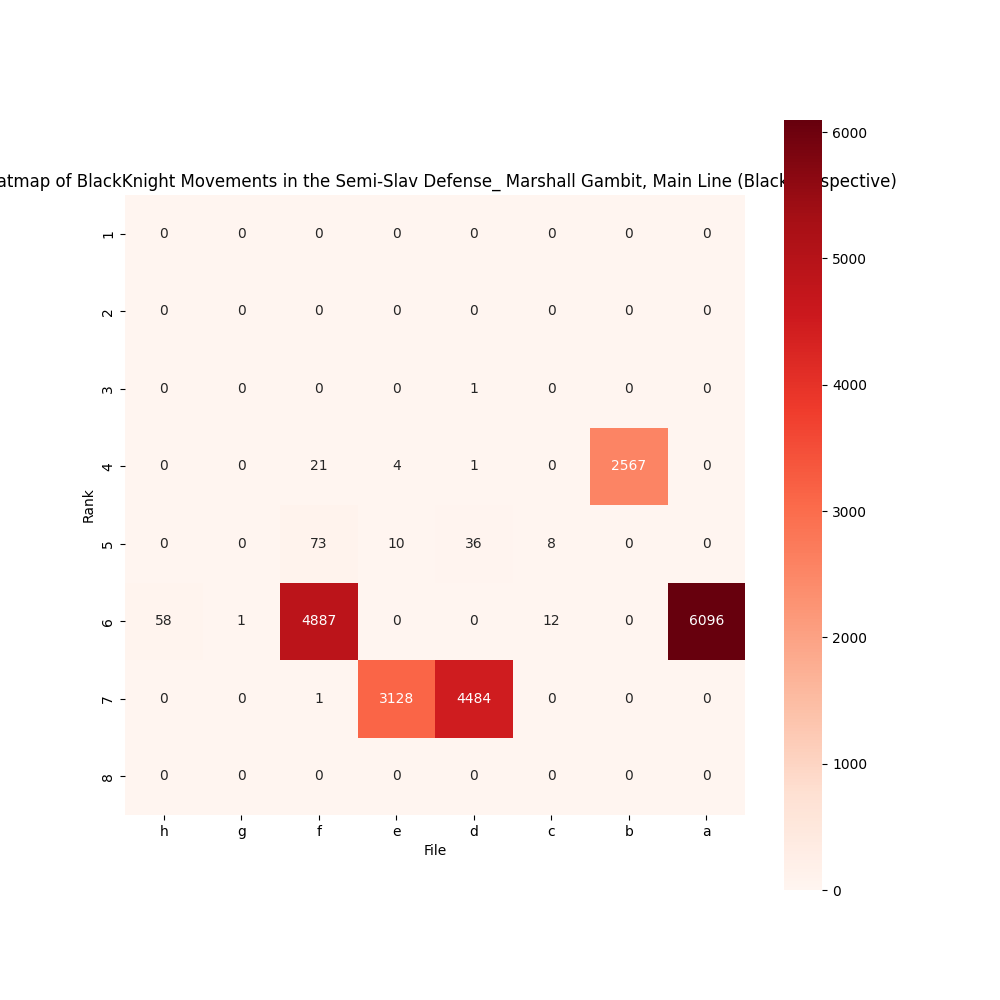 atmap of BlackKnight Movements in the Semi-Slav Defense_ Marshall Gambit, Main Line (Black spective)
Rank
1 0 0 0 0 0 0 0 0
2 0 0 0 0 0 0 0 0
3 0 0 0 0 1 0 0 0
4 0 0 21 4 1 0 2567 0
5 0 0 73 10 36 8 0 0
6 58 1 4887 0 0 12 0 6096
7 0 0 1 3128 4484 0 0 0
8 0 0 0 0 0 0 0 0
h g f e d c b a
File
6000
5000
4000
3000
2000
1000
0